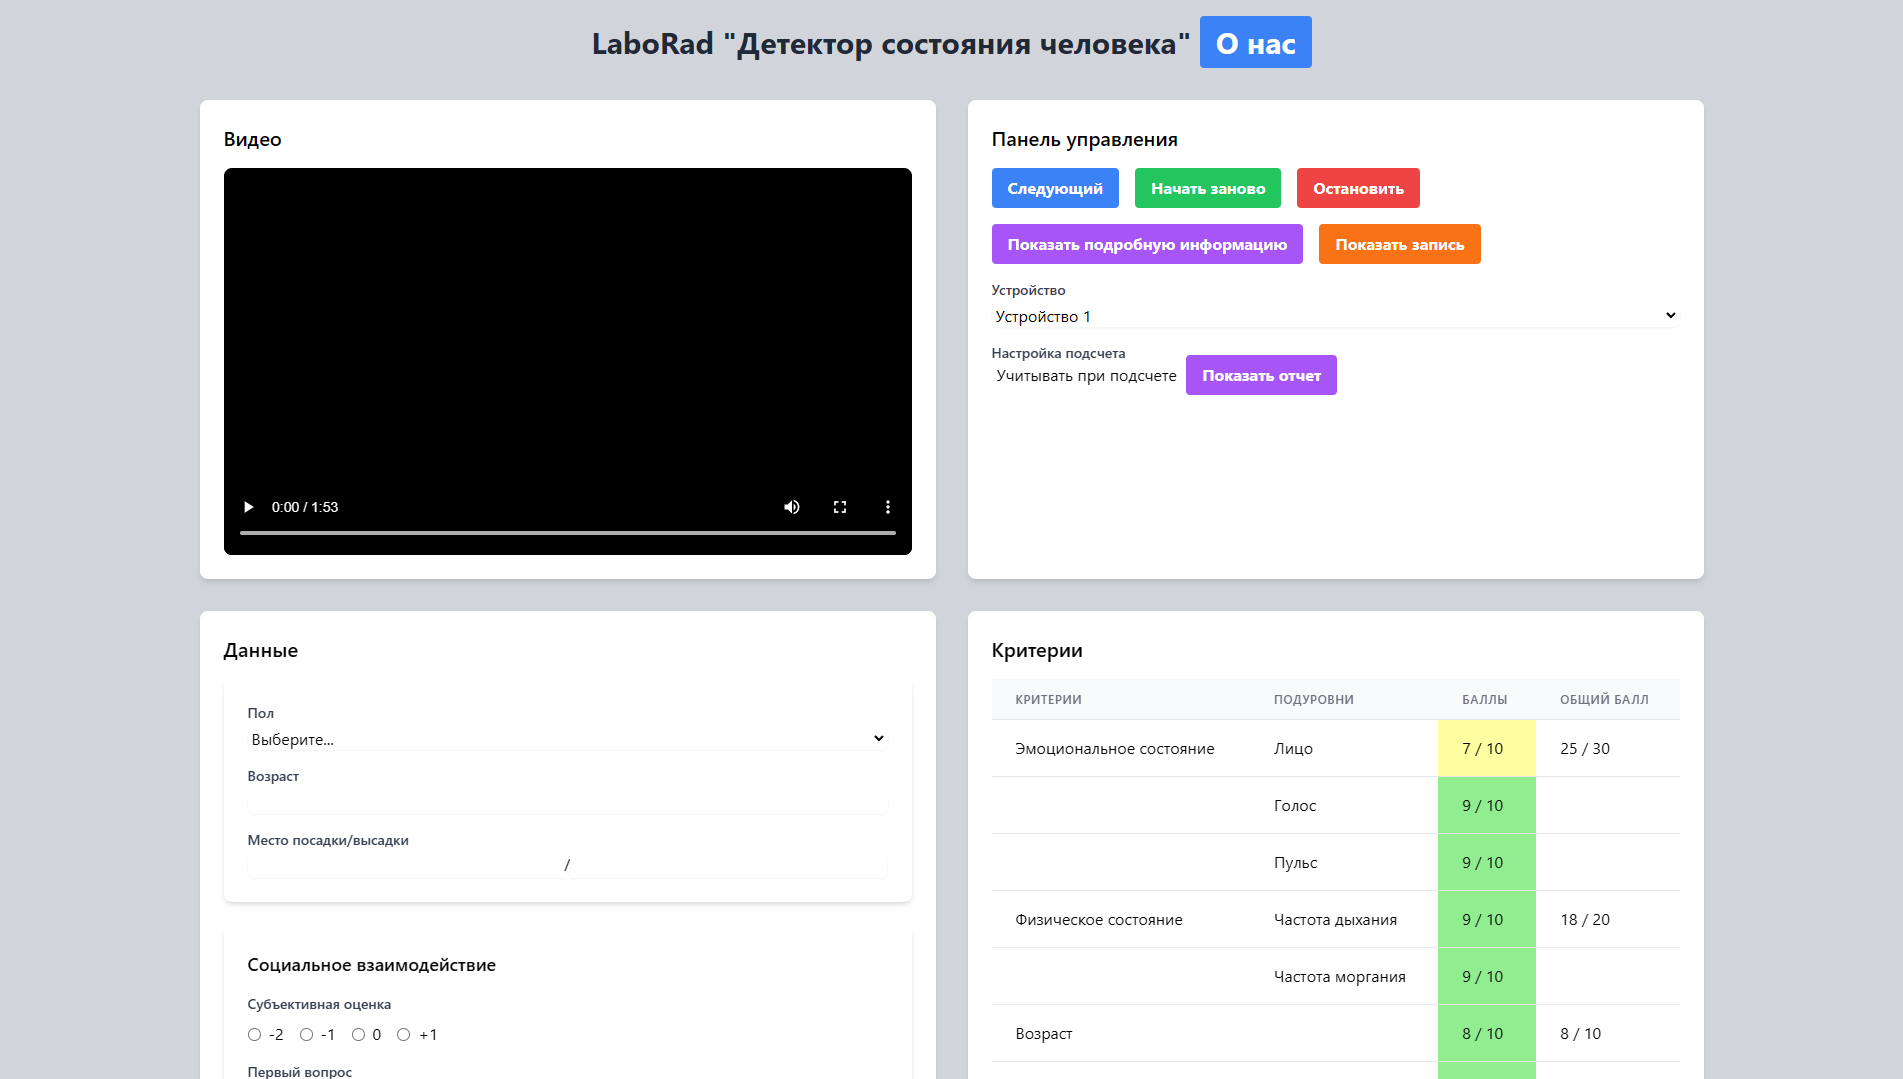 LaboRad "Детектор состояния человека" О нас
Видео
0:00 / 1:53
Панель управления
Следующий Начать заново Остановить
Показать подробную информацию Показать запись
Устройство
Устройство 1
Настройка подсчета
Учитывать при подсчете Показать отчет
Данные
Пол
Выберите...
Возраст
Место посадки/высадки
/
Социальное взаимодействие
Субъективная оценка
-2 -1 0 +1
Первый вопрос
Критерии
КРИТЕРИИ ПОДУРОВНИ БАЛЛЫ ОБЩИЙ БАЛЛ
Эмоциональное состояние Лицо 7 / 10 25 / 30
Голос 9 / 10
Пульс 9 / 10
Физическое состояние Частота дыхания 9 / 10 18 / 20
Частота моргания 9 / 10
Возраст 8 / 10 8 / 10